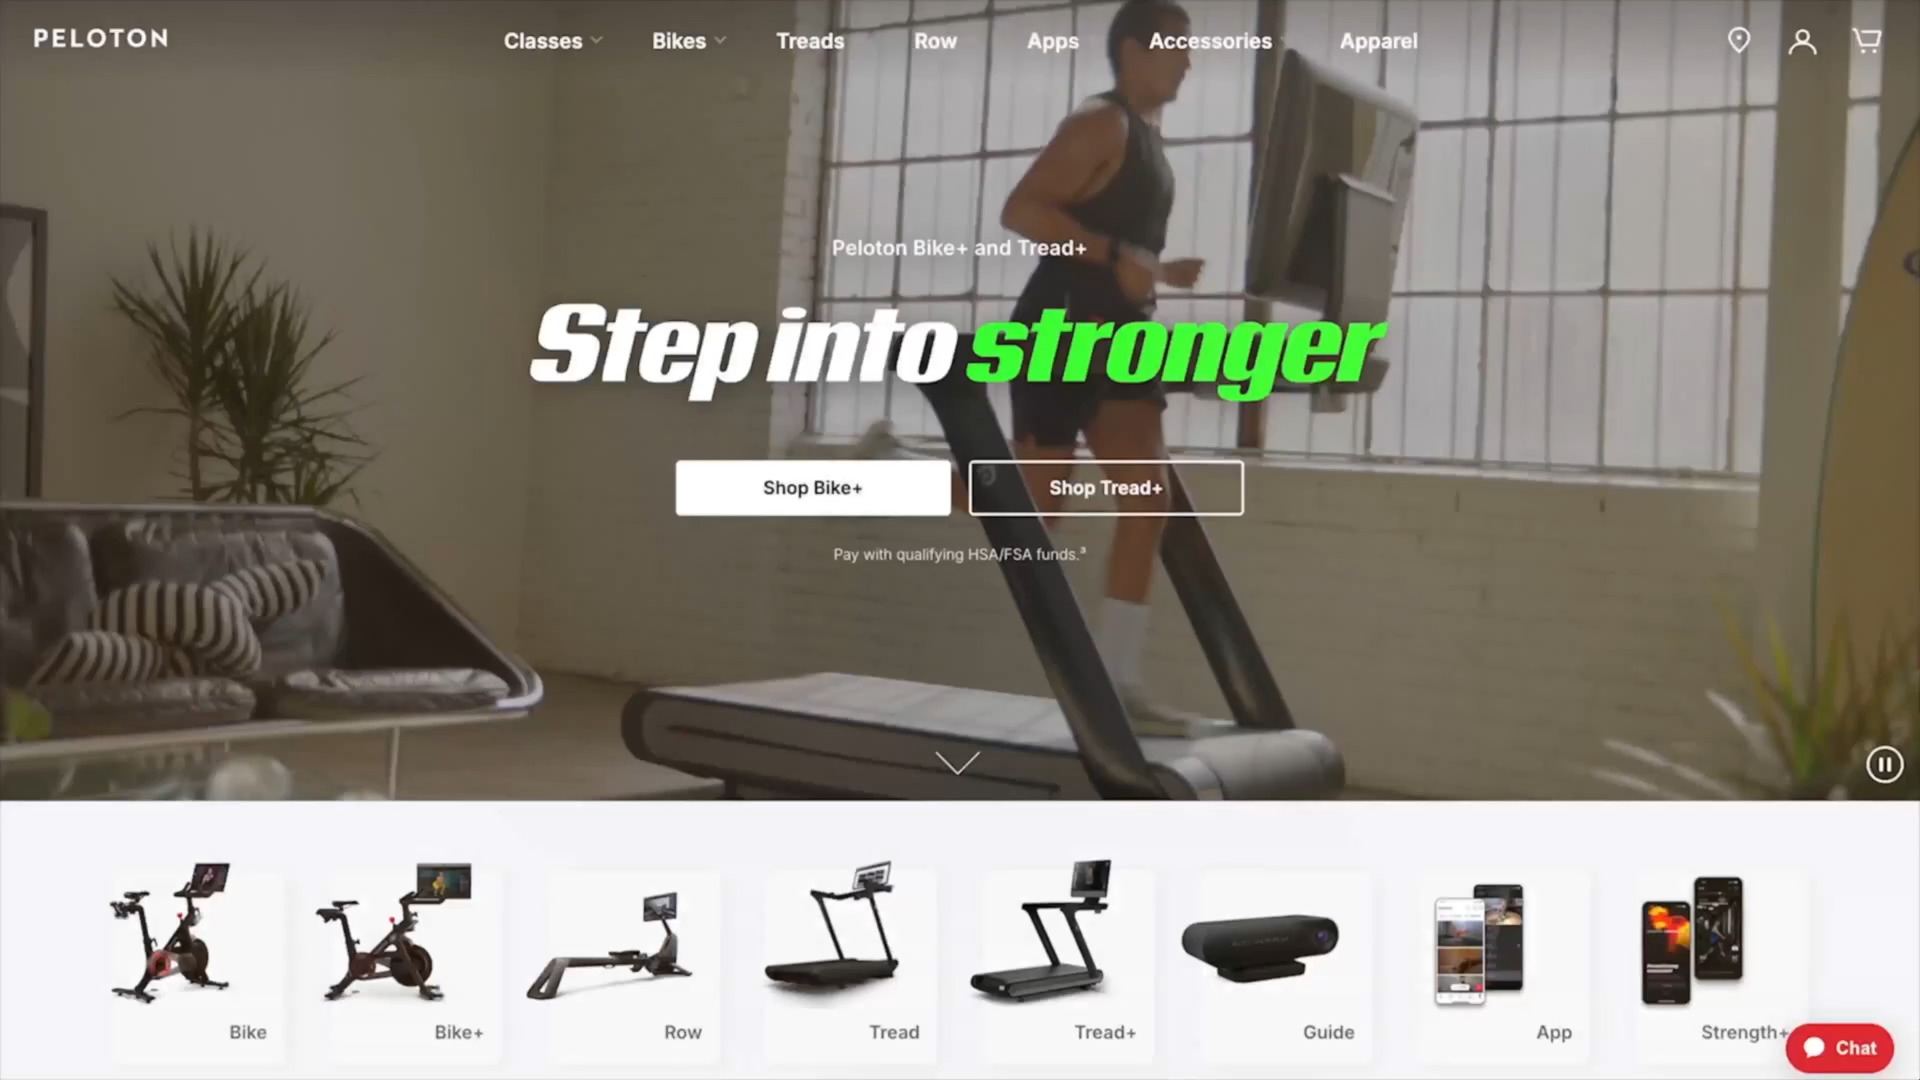 PELOTON
Classes
Bikes
Treads
Row
Apps
Accessories
Apparel
Peloton Bike+ and Tread+
Step into stronger
Shop Bike+
Shop Tread+
Pay with qualifying HSA/FSA funds.³
Bike
Bike+
Row
Tread
Tread+
Guide
App
Strength+
Chat